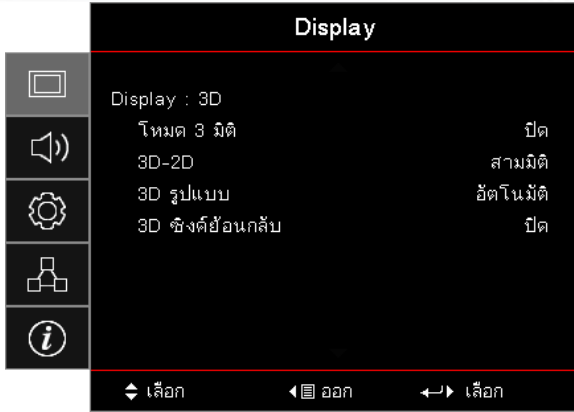 Display
Display : 3D
โหมด 3 มิติ ปิด
3D-2D สามมิติ
3D รูปแบบ อัตโนมัติ
3D ซิงค์ย้อนกลับ ปิด
เลือก ออก เลือก